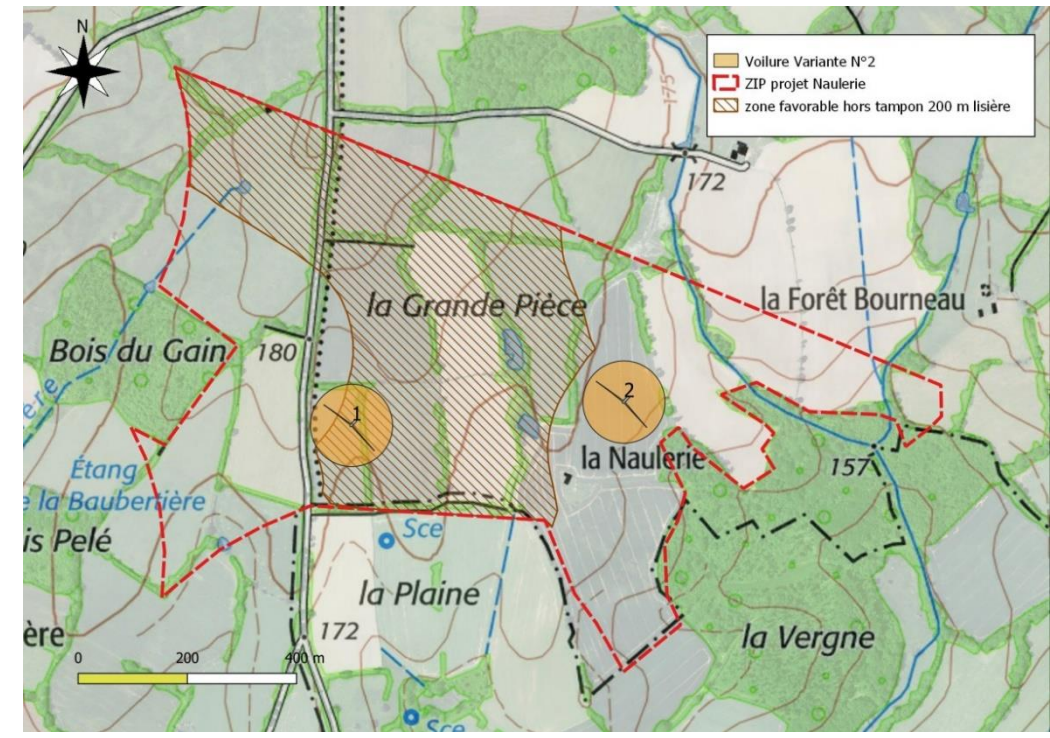 N
Voilure Variante N°2
ZIP projet Naulerie
zone favorable hors tampon 200 m lisière
175
172
la Grande Pièce
la Forêt Bourneau
Bois du Gain
180
1
2
ère
la Naulerie
157
Étang
e la Baubertière
Sce
is Pelé
la Plaine
la Vergne
ère
172
0 200 400 m
Sce